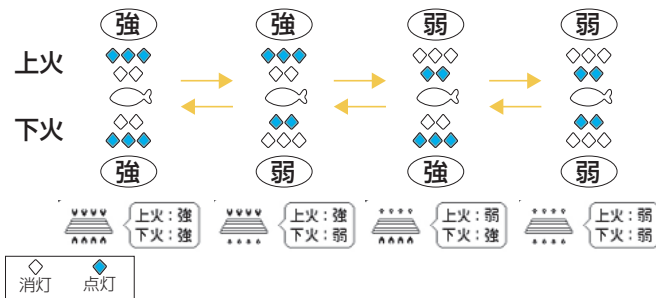 強 強 弱 弱
上火
下火
強 弱 強 弱
上火：強 上火：強 上火：弱 上火：弱
下火：強 下火：弱 下火：強 下火：弱
消灯 点灯